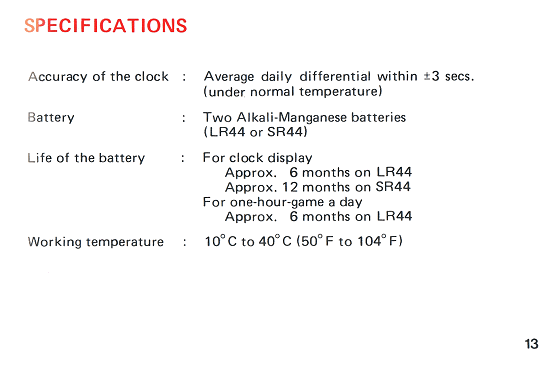 SPECIFICATIONS
Accuracy of the clock : Average daily differential within ±3 secs.
(under normal temperature)
Battery : Two Alkali-Manganese batteries
(LR44 or SR44)
Life of the battery : For clock display
Approx. 6 months on LR44
Approx. 12 months on SR44
For one-hour-game a day
Approx. 6 months on LR44
Working temperature : 10°C to 40°C (50°F to 104°F)
13